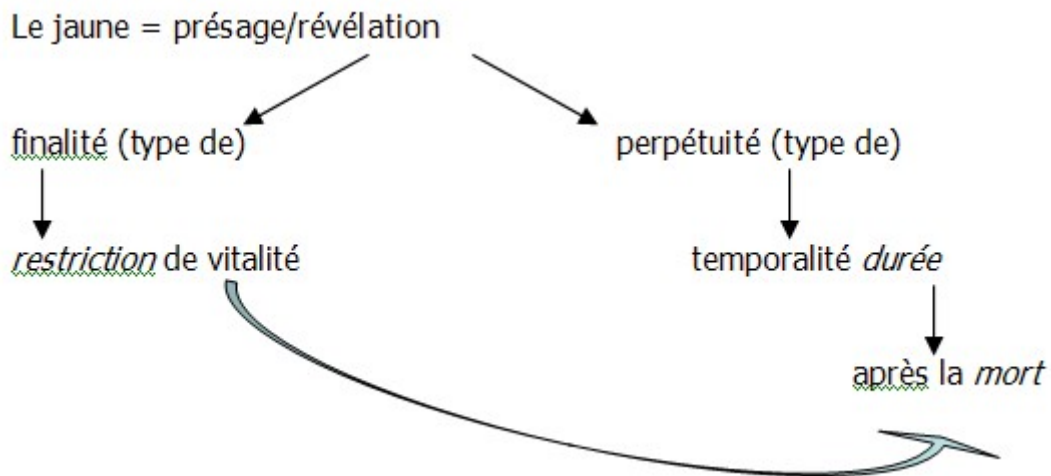 Le jaune = présage/révélation
finalité (type de)
perpétuité (type de)
restriction de vitalité
temporalité durée
après la mort